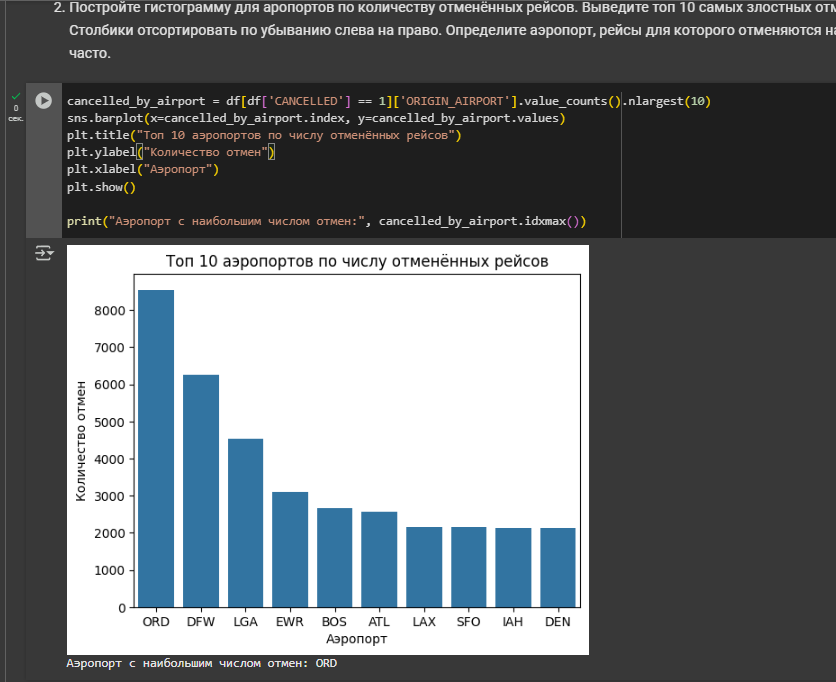 2. Постройте гистограмму для аропортов по количеству отменённых рейсов. Выведите топ 10 самых злостных
Столбики отсортировать по убыванию слева на право. Определите аэропорт, рейсы для которого отменяются
часто.
0
сек.
cancelled_by_airport = df[df['CANCELLED'] == 1]['ORIGIN_AIRPORT'].value_counts().nlargest(10)
sns.barplot(x=cancelled_by_airport.index, y=cancelled_by_airport.values)
plt.title("Топ 10 аэропортов по числу отменённых рейсов")
plt.ylabel("Количество отмен")
plt.xlabel("Аэропорт")
plt.show()
print("Аэропорт с наибольшим числом отмен:", cancelled_by_airport.idxmax())
Топ 10 аэропортов по числу отменённых рейсов
Количество отмен
8000
7000
6000
5000
4000
3000
2000
1000
0
ORD DFW LGA EWR BOS ATL LAX SFO IAH DEN
Аэропорт
Аэропорт с наибольшим числом отмен: ORD